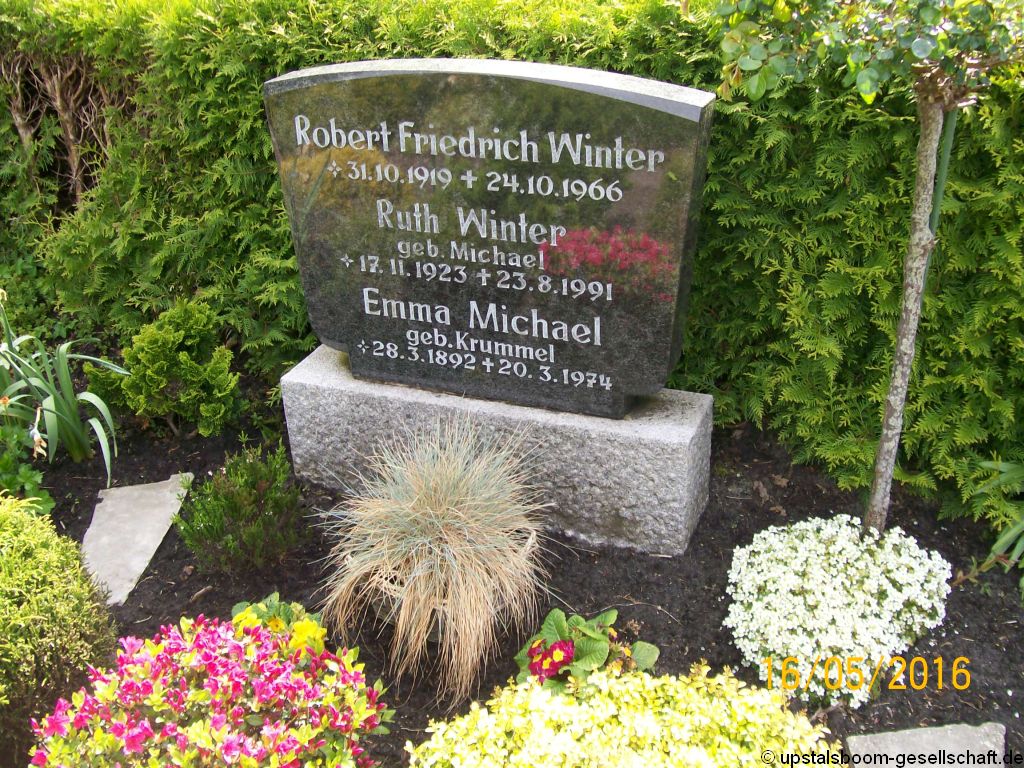 Robert Friedrich Winter
* 31.10.1919 + 24.10.1966
Ruth Winter
geb. Michael
* 17.11.1923 + 23.8.1991
Emma Michael
geb. Krummel
* 28.3.1892 + 20.3.1974
16/05/2016
© upstalsboom-gesellschaft.de